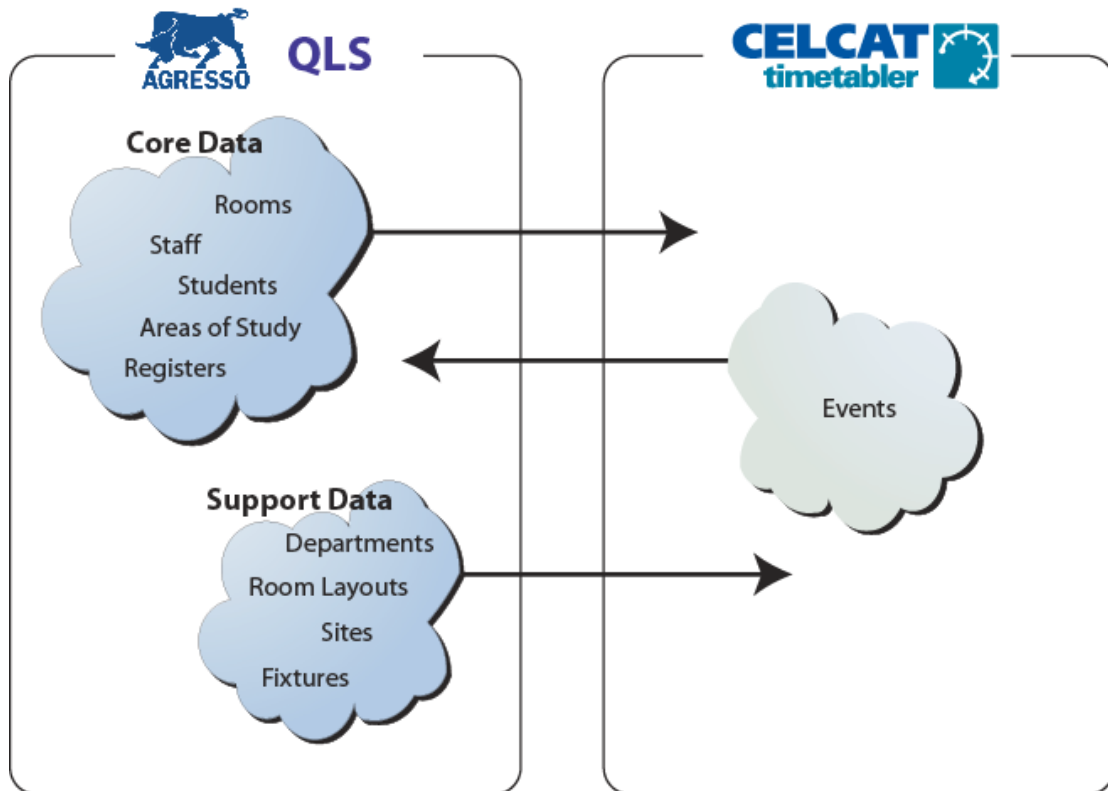 AGRESSO
QLS
CELCAT
timetabler
Core Data
Rooms
Staff
Students
Areas of Study
Registers
Events
Support Data
Departments
Room Layouts
Sites
Fixtures